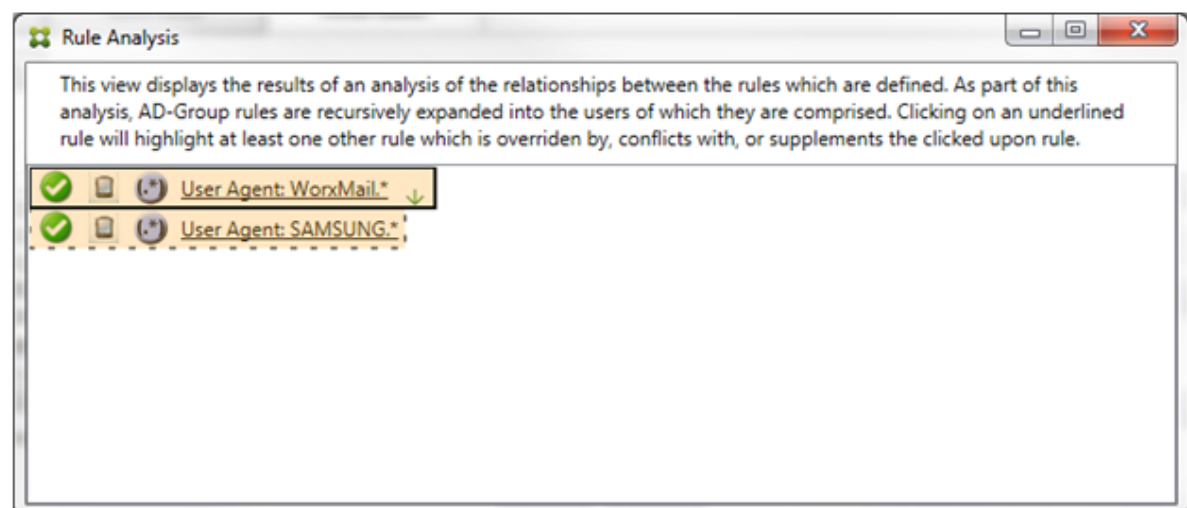 Rule Analysis
This view displays the results of an analysis of the relationships between the rules which are defined. As part of this
analysis, AD-Group rules are recursively expanded into the users of which they are comprised. Clicking on an underlined
rule will highlight at least one other rule which is overriden by, conflicts with, or supplements the clicked upon rule.
(.*) User Agent: WorxMail.*
(.*) User Agent: SAMSUNG.*